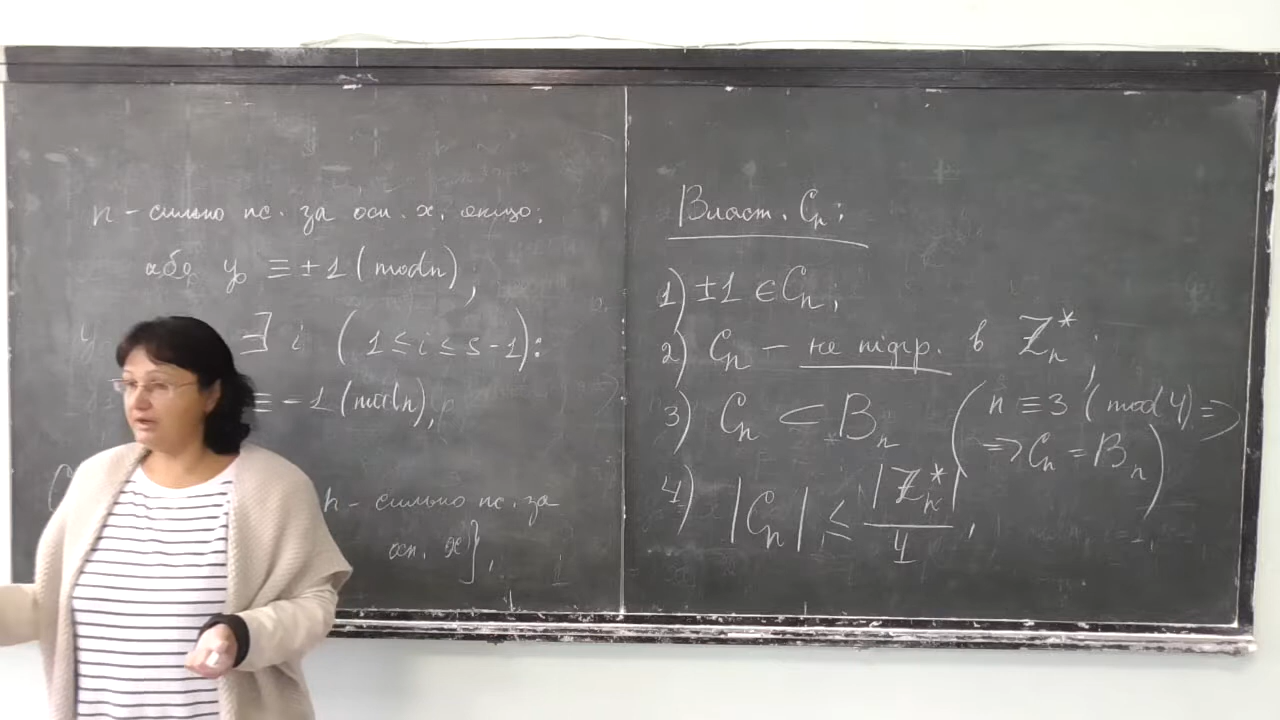 n - сильно пс. за осн. x, якщо:
або y₀ ≡ ±1 (mod n),
∃ i (1 ≤ i ≤ s-1):
≡ -1 (mod n),
n - сильно пс. за
осн. x},
Власт. Cₙ:
1) ±1 ∈ Cₙ,
2) Cₙ - не підгр. в ℤₙ*,
3) Cₙ ⊂ Bₙ (n ≡ 3 (mod 4) ⇒
⇒ Cₙ = Bₙ)
4) |Cₙ| ≤ |ℤₙ*| / 4,